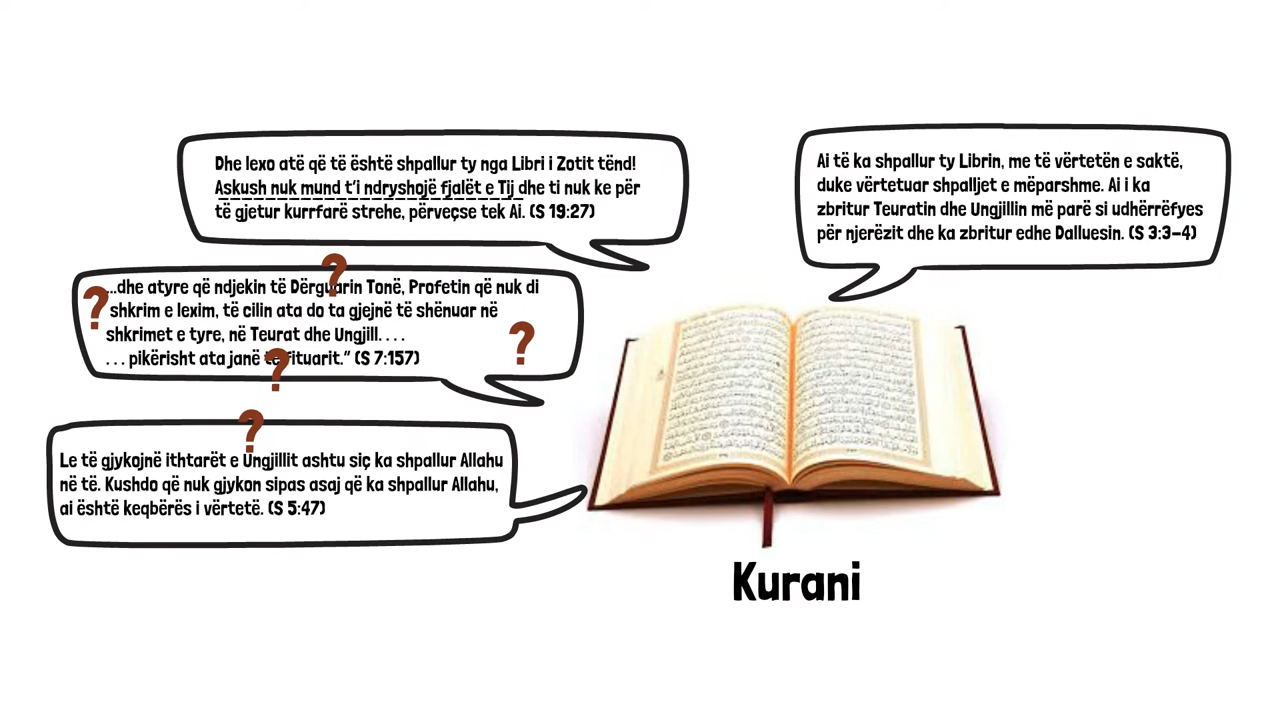 Dhe lexo atë që të është shpallur ty nga Libri i Zotit tënd!
Askush nuk mund t'i ndryshojë fjalët e Tij dhe ti nuk ke për
të gjetur kurrfarë strehe, përveçse tek Ai. (S 19:27)
Ai të ka shpallur ty Librin, me të vërtetën e saktë,
duke vërtetuar shpalljet e mëparshme. Ai i ka
zbritur Teuratin dhe Ungjillin më parë si udhërrëfyes
për njerëzit dhe ka zbritur edhe Dalluesin. (S 3:3–4)
...dhe atyre që ndjekin të Dërguarin Tonë, Profetin që nuk di
shkrim e lexim, të cilin ata do ta gjejnë të shënuar në
shkrimet e tyre, në Teurat dhe Ungjill. . . .
. . . pikërisht ata janë të fituarit.” (S 7:157)
Le të gjykojnë ithtarët e Ungjillit ashtu siç ka shpallur Allahu
në të. Kushdo që nuk gjykon sipas asaj që ka shpallur Allahu,
ai është keqbërës i vërtetë. (S 5:47)
?
?
?
?
?
Kurani